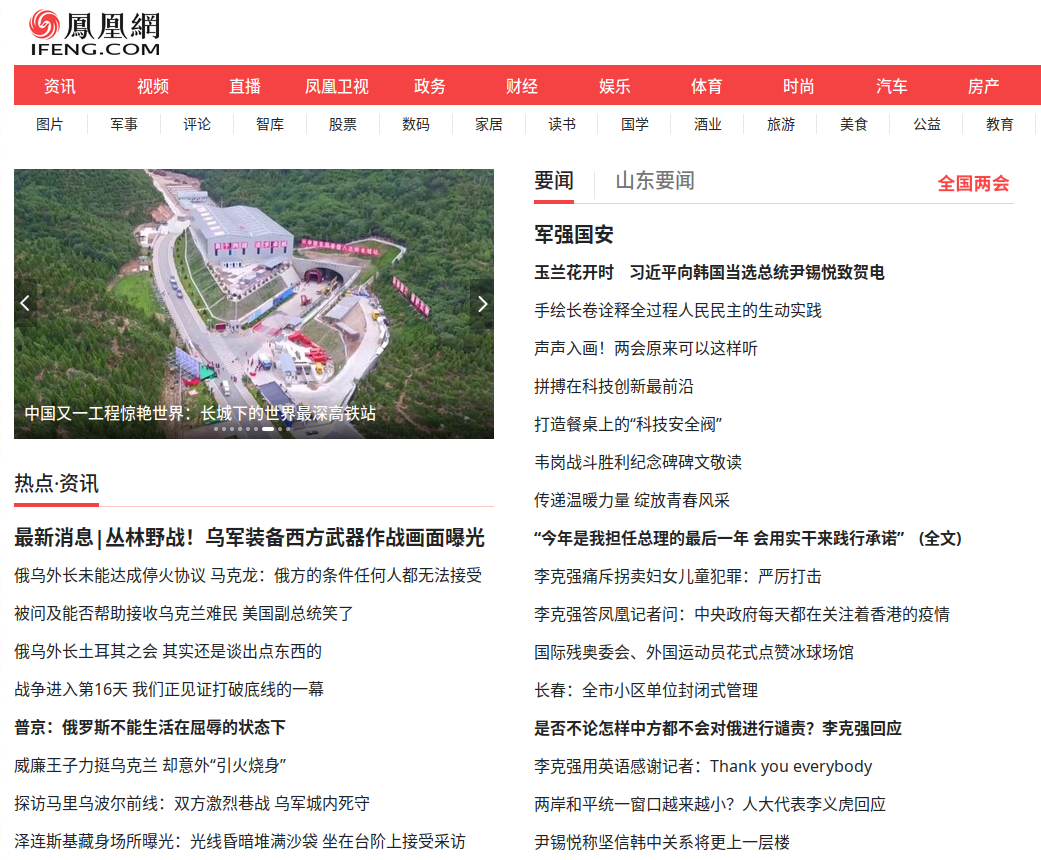 鳳凰網
IFENG.COM
资讯 视频 直播 凤凰卫视 政务 财经 娱乐 体育 时尚 汽车 房产
图片 军事 评论 智库 股票 数码 家居 读书 国学 酒业 旅游 美食 公益 教育
中国又一工程惊艳世界：长城下的世界最深高铁站
热点·资讯
最新消息|丛林野战！乌军装备西方武器作战画面曝光
俄乌外长未能达成停火协议 马克龙：俄方的条件任何人都无法接受
被问及能否帮助接收乌克兰难民 美国副总统笑了
俄乌外长土耳其之会 其实还是谈出点东西的
战争进入第16天 我们正见证打破底线的一幕
普京：俄罗斯不能生活在屈辱的状态下
威廉王子力挺乌克兰 却意外“引火烧身”
探访马里乌波尔前线：双方激烈巷战 乌军城内死守
泽连斯基藏身场所曝光：光线昏暗堆满沙袋 坐在台阶上接受采访
要闻 山东要闻 全国两会
军强国安
玉兰花开时　习近平向韩国当选总统尹锡悦致贺电
手绘长卷诠释全过程人民民主的生动实践
声声入画！两会原来可以这样听
拼搏在科技创新最前沿
打造餐桌上的“科技安全阀”
韦岗战斗胜利纪念碑碑文敬读
传递温暖力量 绽放青春风采
“今年是我担任总理的最后一年 会用实干来践行承诺” (全文)
李克强痛斥拐卖妇女儿童犯罪：严厉打击
李克强答凤凰记者问：中央政府每天都在关注着香港的疫情
国际残奥委会、外国运动员花式点赞冰球场馆
长春：全市小区单位封闭式管理
是否不论怎样中方都不会对俄进行谴责？李克强回应
李克强用英语感谢记者：Thank you everybody
两岸和平统一窗口越来越小？人大代表李义虎回应
尹锡悦称坚信韩中关系将更上一层楼